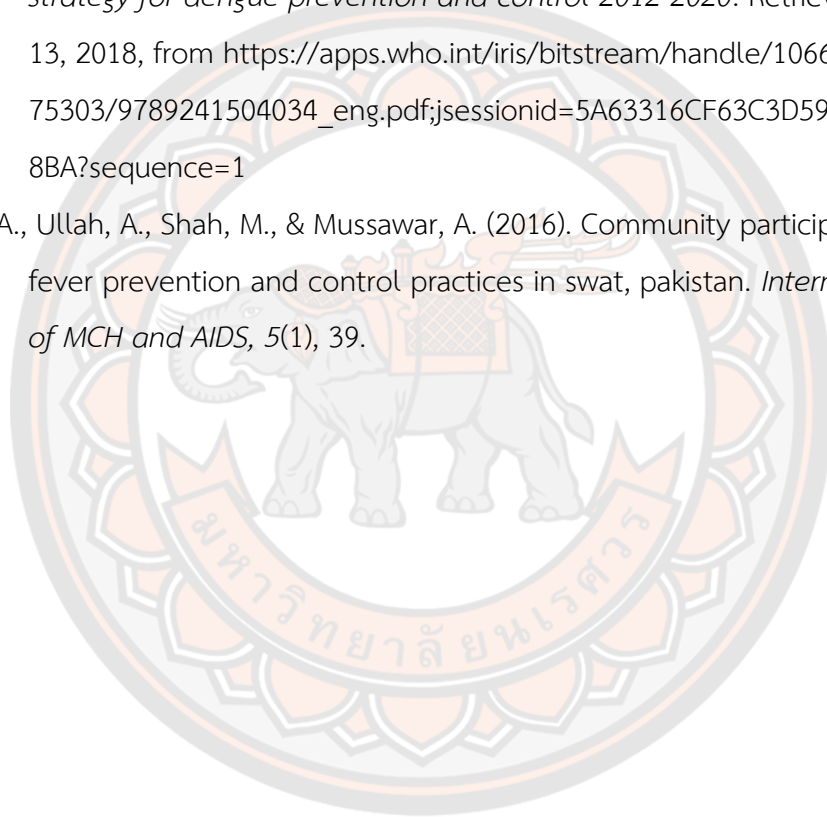 strategy for dengue prevention and control 2012-2020. Retriev
13, 2018, from https://apps.who.int/iris/bitstream/handle/1066
75303/9789241504034_eng.pdf;jsessionid=5A63316CF63C3D59
8BA?sequence=1
A., Ullah, A., Shah, M., & Mussawar, A. (2016). Community particip
fever prevention and control practices in swat, pakistan. Intern
of MCH and AIDS, 5(1), 39.
มหาวิทยาลัยนเรศวร